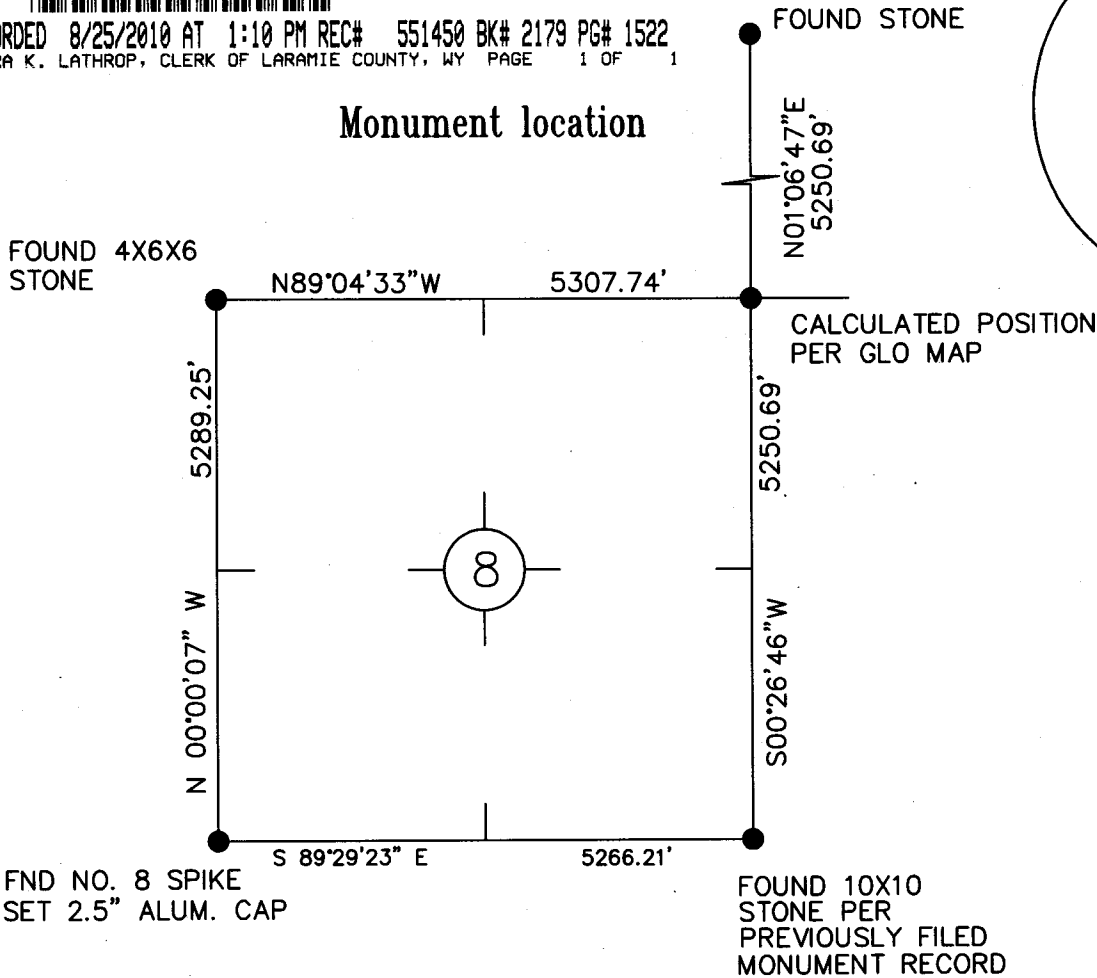 RDED 8/25/2010 AT 1:10 PM REC# 551450 BK# 2179 PG# 1522
K. LATHROP, CLERK OF LARAMIE COUNTY, WY PAGE 1 OF 1
FOUND STONE
Monument location
N01°06'47"E
5250.69'
FOUND 4X6X6
STONE
N89°04'33"W 5307.74'
CALCULATED POSITION
PER GLO MAP
5289.25'
5250.69'
8
N 00°00'07" W
S00°26'46"W
S 89°29'23" E 5266.21'
FND NO. 8 SPIKE
SET 2.5" ALUM. CAP
FOUND 10X10
STONE PER
PREVIOUSLY FILED
MONUMENT RECORD